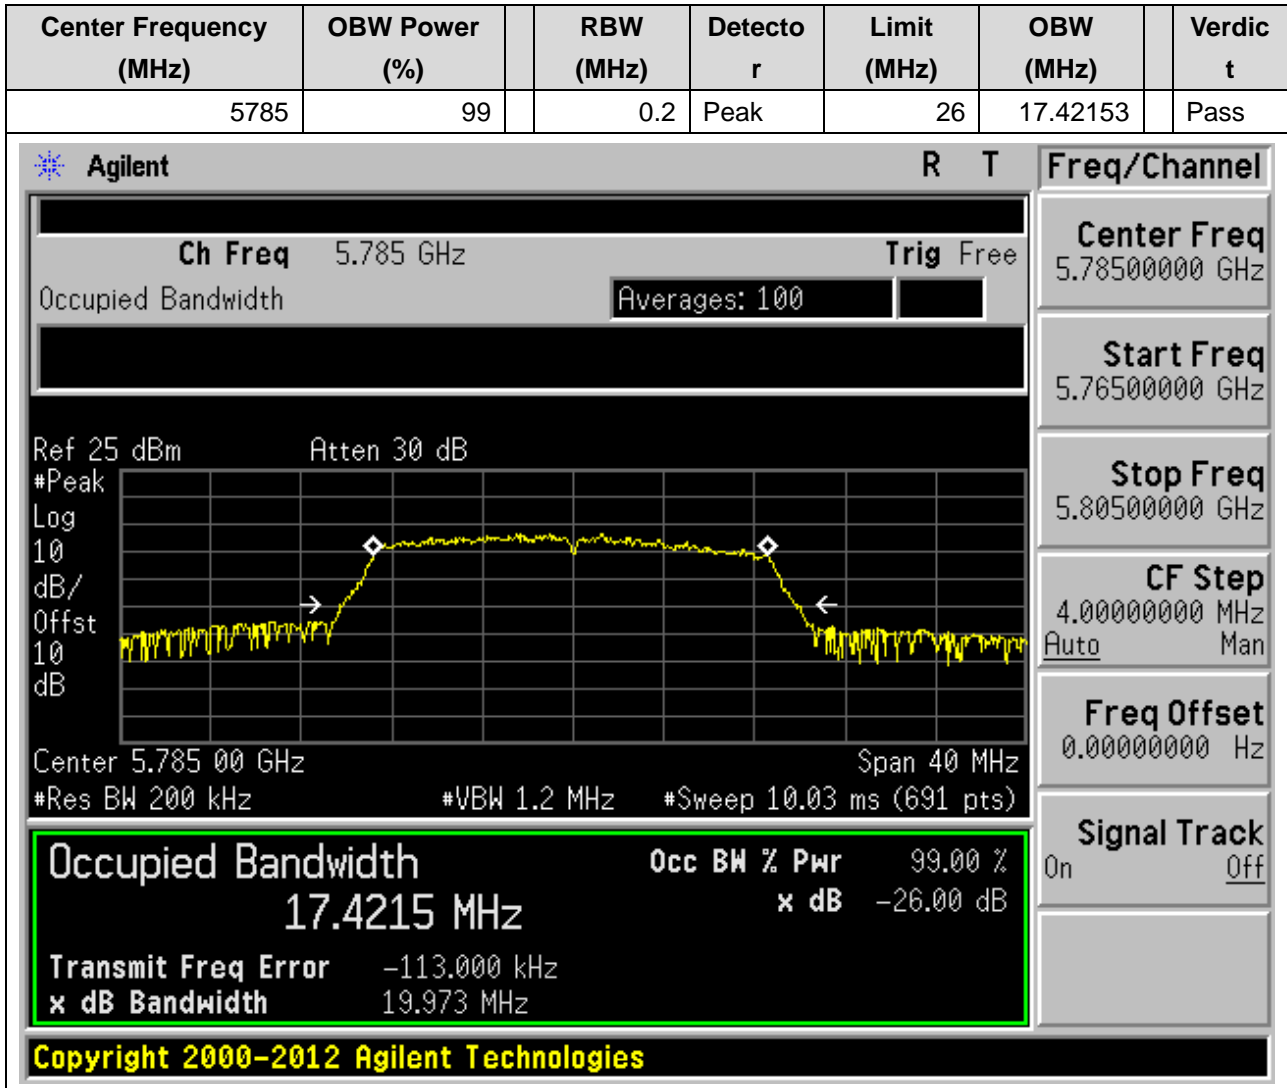 Center Frequency OBW Power RBW Detecto Limit OBW Verdic
(MHz) (%) (MHz) r (MHz) (MHz) t
5785 99 0.2 Peak 26 17.42153 Pass
Agilent R T Freq/Channel
Ch Freq 5.785 GHz Trig Free
Occupied Bandwidth Averages: 100
Center Freq
5.78500000 GHz
Start Freq
5.76500000 GHz
Stop Freq
5.80500000 GHz
CF Step
4.00000000 MHz
Auto Man
Freq Offset
0.00000000 Hz
Signal Track
On Off
Ref 25 dBm Atten 30 dB
#Peak
Log
10
dB/
Offst
10
dB
Center 5.785 00 GHz Span 40 MHz
#Res BW 200 kHz #VBW 1.2 MHz #Sweep 10.03 ms (691 pts)
Occupied Bandwidth Occ BW % Pwr 99.00 %
17.4215 MHz x dB -26.00 dB
Transmit Freq Error -113.000 kHz
x dB Bandwidth 19.973 MHz
Copyright 2000-2012 Agilent Technologies